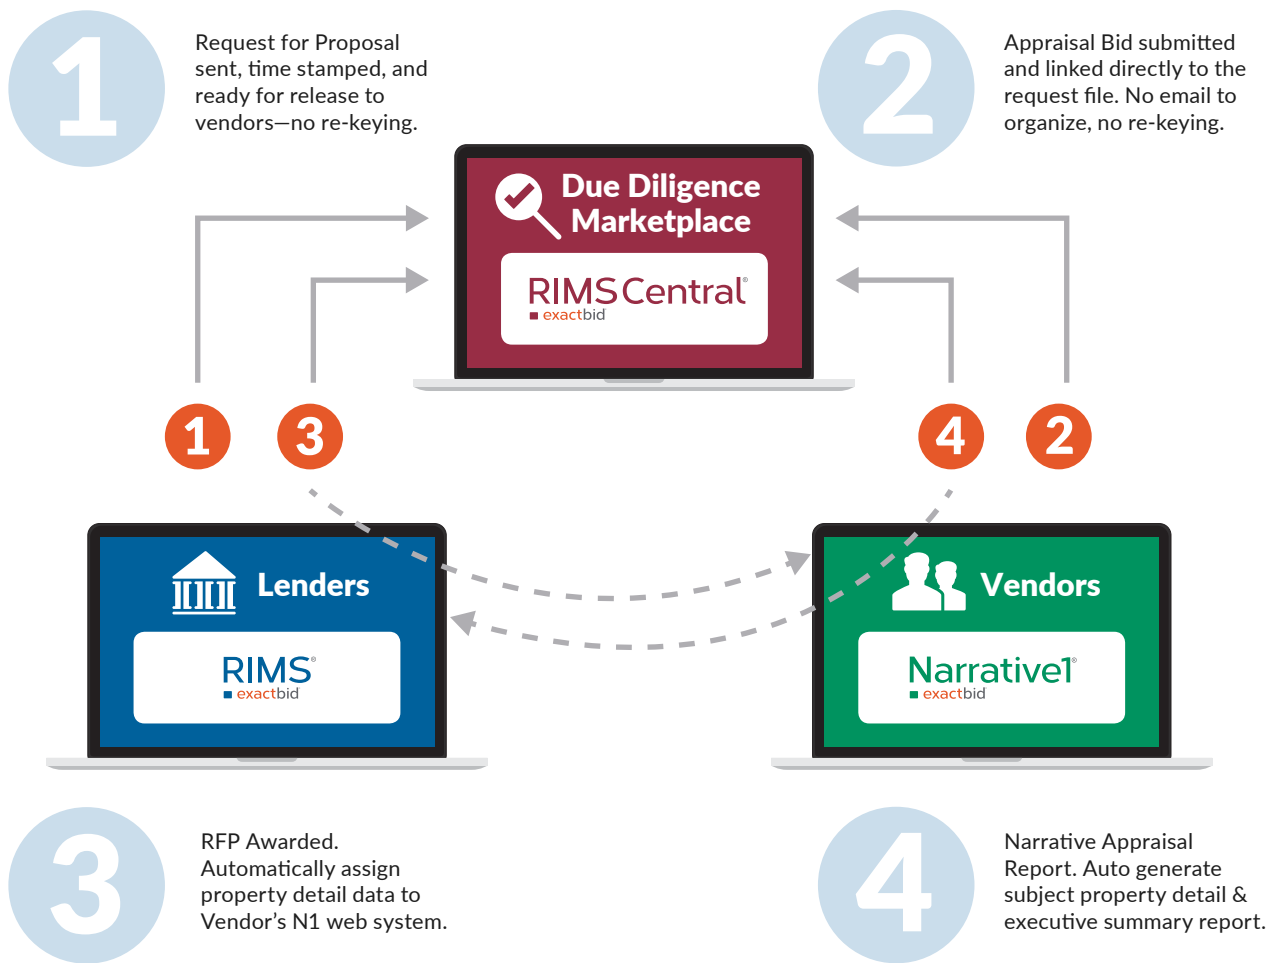 1
Request for Proposal
sent, time stamped, and
ready for release to
vendors—no re-keying.
2
Appraisal Bid submitted
and linked directly to the
request file. No email to
organize, no re-keying.
Due Diligence
Marketplace
RIMS Central®
exactbid
1
3
4
2
Lenders
RIMS®
exactbid
Vendors
Narrative1®
exactbid
3
RFP Awarded.
Automatically assign
property detail data to
Vendor's N1 web system.
4
Narrative Appraisal
Report. Auto generate
subject property detail &
executive summary report.